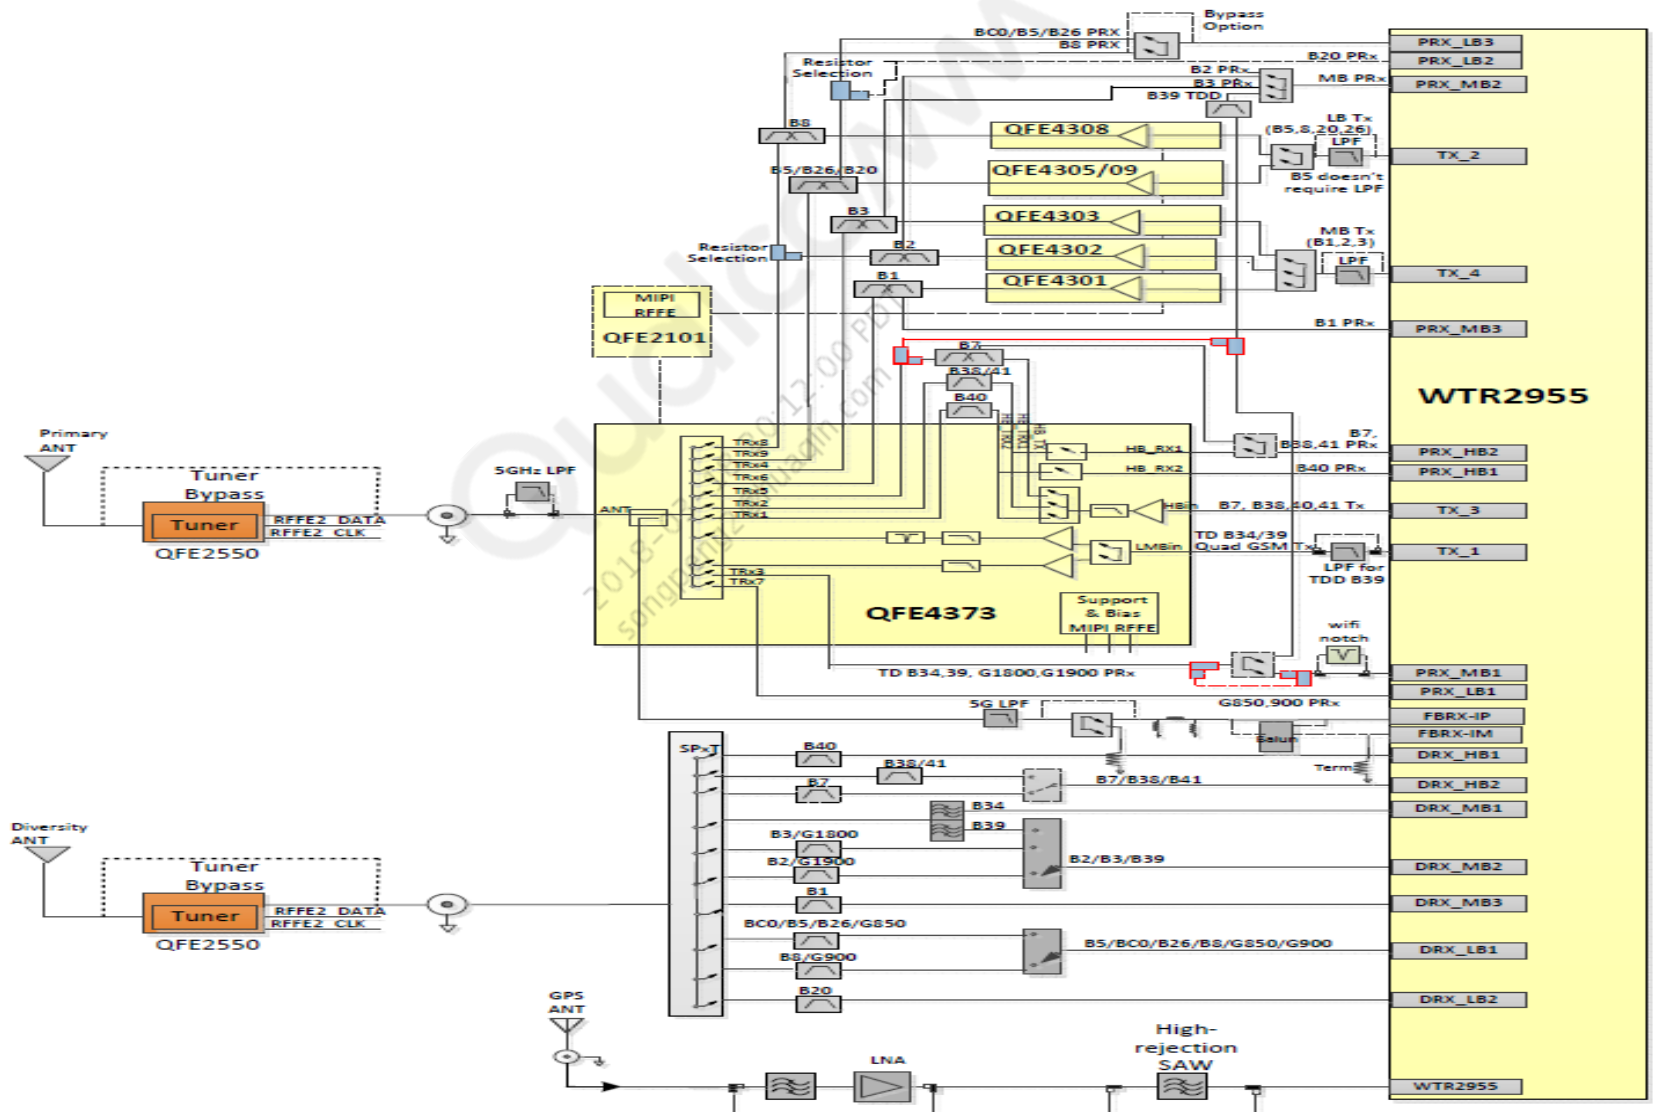 Bypass
Option
BC0/B5/B26 PRX
B8 PRX
PRX_LB3
B20 PRx
PRX_LB2
Resistor
Selection
B2 PRx
B3 PRx
MB PRx
PRX_MB2
B39 TDD
B8
QFE4308
LB Tx
(B5,8,20,26)
LPF
TX_2
B5/B26/B20
QFE4305/09
B5 doesn't
require LPF
B3
QFE4303
MB Tx
(B1,2,3)
Resistor
Selection
B2
QFE4302
LPF
TX_4
B1
QFE4301
MIPI
RFFE
QFE2101
B1 PRx
PRX_MB3
B7
B38/41
B40
WTR2955
Primary
ANT
Tuner
Bypass
Tuner
RFFE2_DATA
RFFE2_CLK
QFE2550
5GHz LPF
ANT
TRx8
TRx9
TRx4
TRx6
TRx5
TRx2
TRx1
TRx3
TRx7
HB_TRX2
HB_TRX1
HB_TX
HB_RX1
HB_RX2
HBin
LMBin
B7,
B38,41 PRx
PRX_HB2
B40 PRx
PRX_HB1
B7, B38,40,41 Tx
TX_3
TD B34/39
Quad GSM Tx
TX_1
LPF for
TDD B39
QFE4373
Support
& Bias
MIPI RFFE
wifi
notch
TD B34,39, G1800,G1900 PRx
PRX_MB1
PRX_LB1
G850,900 PRx
5G LPF
FBRX-IP
Balun
FBRX-IM
Term
SPxT
B40
DRX_HB1
B38/41
B7
B7/B38/B41
DRX_HB2
B34
DRX_MB1
B39
B3/G1800
B2/G1900
B2/B3/B39
DRX_MB2
B1
DRX_MB3
BC0/B5/B26/G850
B8/G900
B5/BC0/B26/B8/G850/G900
DRX_LB1
B20
DRX_LB2
Diversity
ANT
Tuner
Bypass
Tuner
RFFE2_DATA
RFFE2_CLK
QFE2550
GPS
ANT
LNA
High-
rejection
SAW
WTR2955